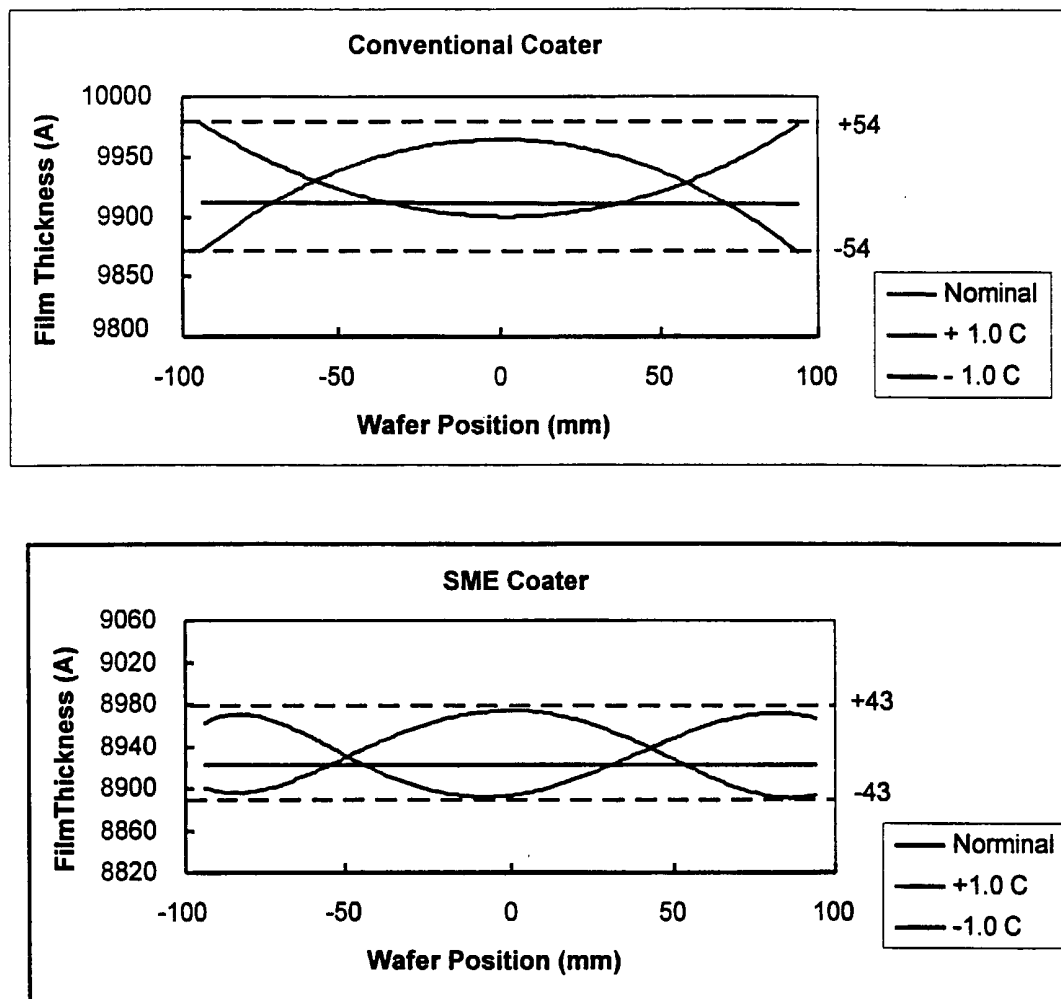 Conventional Coater
Film Thickness (A)
10000
9950
9900
9850
9800
+54
-54
-100
-50
0
50
100
Wafer Position (mm)
Nominal
+ 1.0 C
- 1.0 C
SME Coater
FilmThickness (A)
9060
9020
8980
8940
8900
8860
8820
+43
-43
-100
-50
0
50
100
Wafer Position (mm)
Norminal
+1.0 C
-1.0 C